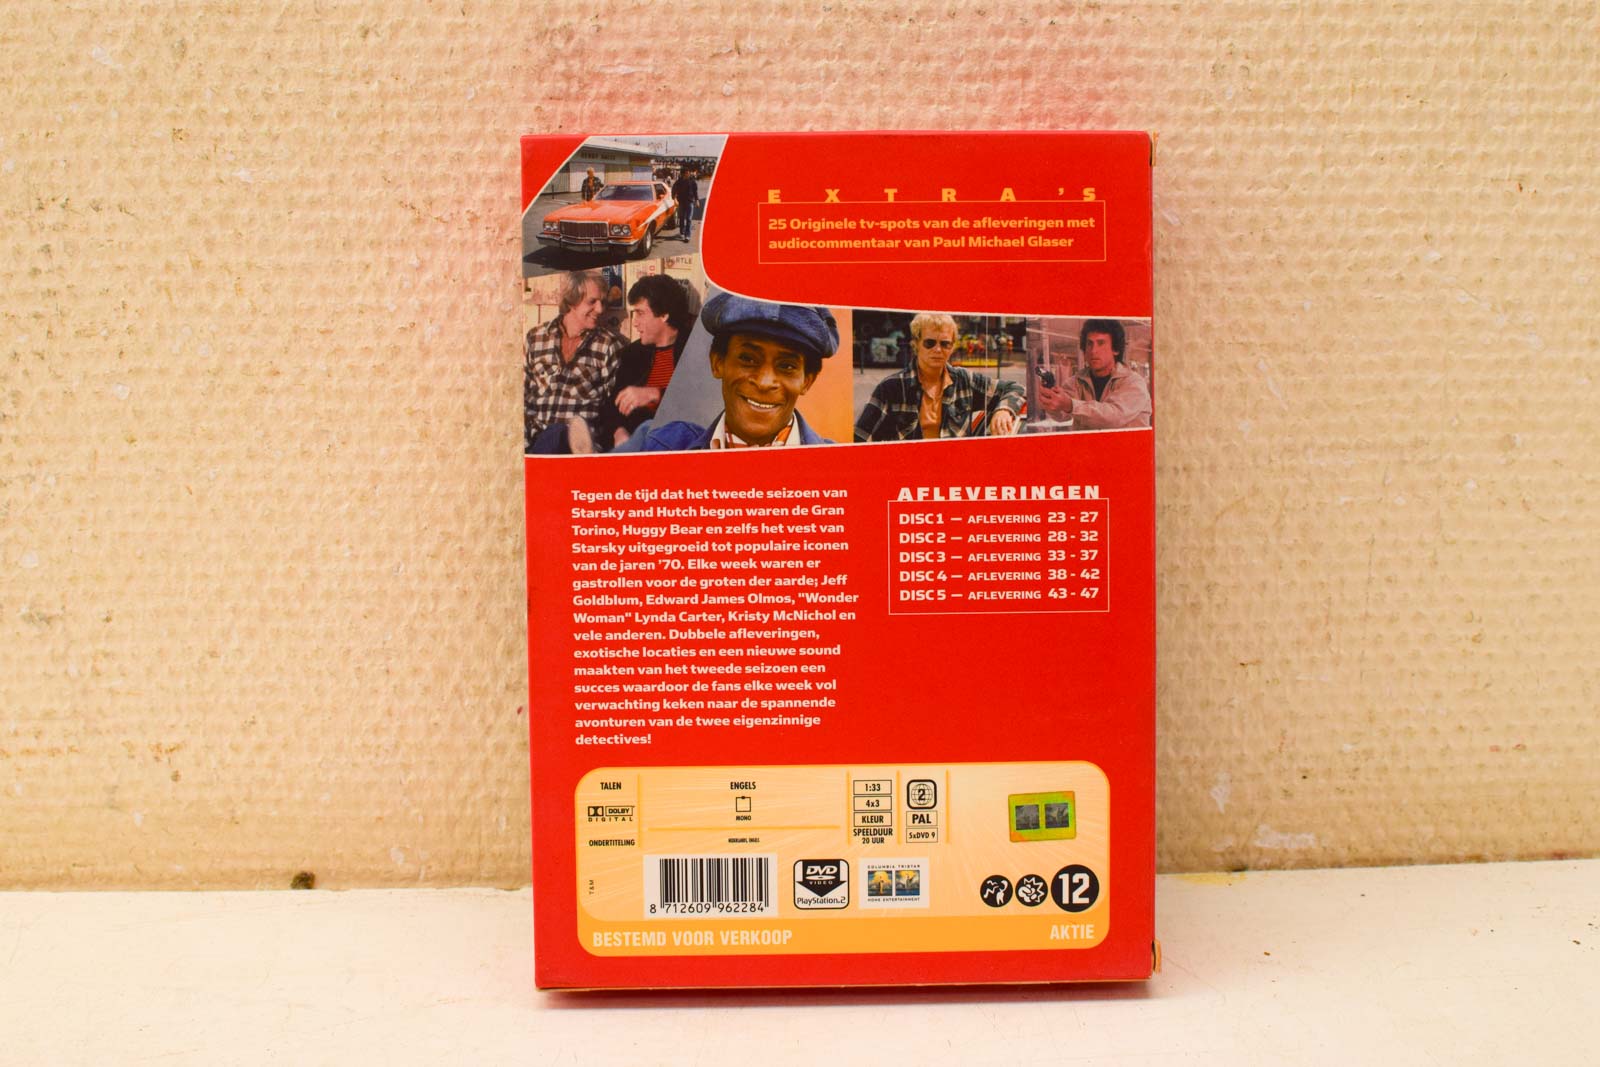 EXTRA'S
25 Originele tv-spots van de afleveringen met
audiocommentaar van Paul Michael Glaser
Tegen de tijd dat het tweede seizoen van
Starsky and Hutch begon waren de Gran
Torino, Huggy Bear en zelfs het vest van
Starsky uitgegroeid tot populaire iconen
van de jaren '70. Elke week waren er
gastrollen voor de groten der aarde; Jeff
Goldblum, Edward James Olmos, "Wonder
Woman" Lynda Carter, Kristy McNichol en
vele anderen. Dubbele afleveringen,
exotische locaties en een nieuwe sound
maakten van het tweede seizoen een
succes waardoor de fans elke week vol
verwachting keken naar de spannende
avonturen van de twee eigenzinnige
detectives!
AFLEVERINGEN
DISC 1 — AFLEVERING 23 - 27
DISC 2 — AFLEVERING 28 - 32
DISC 3 — AFLEVERING 33 - 37
DISC 4 — AFLEVERING 38 - 42
DISC 5 — AFLEVERING 43 - 47
TALEN
ENGELS
DOLBY
DIGITAL
MONO
ONDERTITELING
NEDERLANDS, ENGELS
1:33
4x3
KLEUR
SPEELDUUR
20 UUR
2
PAL
5xDVD 9
T&M
8 712609 962284
DVD
VIDEO
PlayStation.2
COLUMBIA TRISTAR
HOME ENTERTAINMENT
12
BESTEMD VOOR VERKOOP
AKTIE